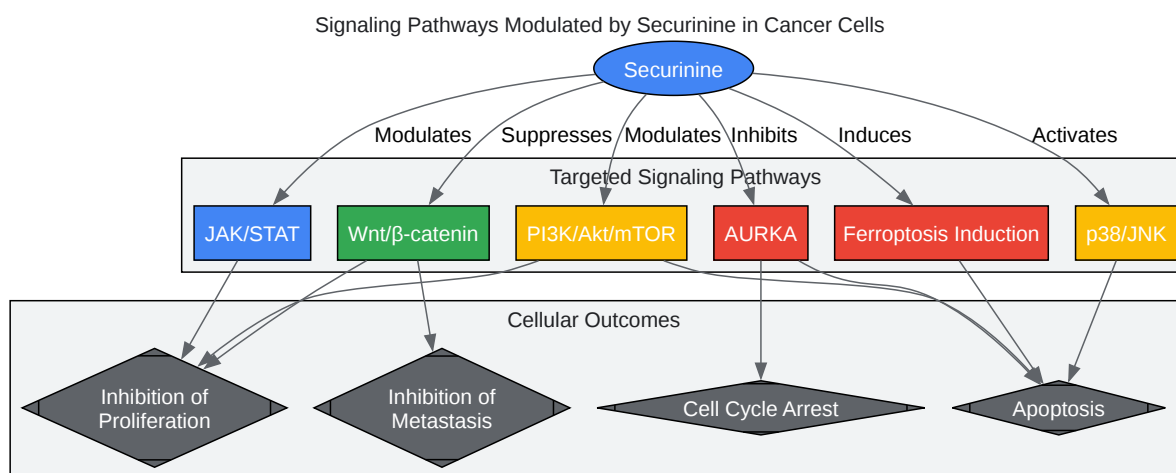 Signaling Pathways Modulated by Securinine in Cancer Cells
Securinine
Modulates
Suppresses
Modulates
Inhibits
Induces
Activates
Targeted Signaling Pathways
JAK/STAT
Wnt/β-catenin
PI3K/Akt/mTOR
AURKA
Ferroptosis Induction
p38/JNK
Cellular Outcomes
Inhibition of
Proliferation
Inhibition of
Metastasis
Cell Cycle Arrest
Apoptosis